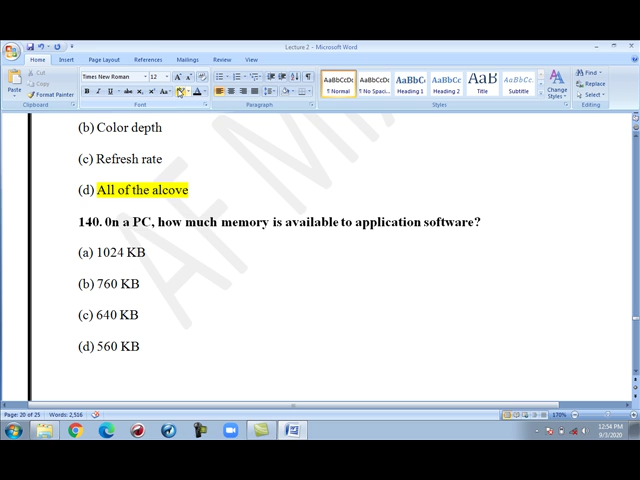 Lecture 2 - Microsoft Word
Home Insert Page Layout References Mailings Review View
Paste
Cut
Copy
Format Painter
Clipboard
Times New Roman 12
Font
Paragraph
AaBbCcDc AaBbCcDc AaBbC AaBbCc AaB AaBbCc
¶ Normal ¶ No Spaci... Heading 1 Heading 2 Title Subtitle
Change Styles
Styles
Find
Replace
Select
Editing
(b) Color depth
(c) Refresh rate
(d) All of the alcove
140. 0n a PC, how much memory is available to application software?
(a) 1024 KB
(b) 760 KB
(c) 640 KB
(d) 560 KB
Page: 20 of 25 Words: 2,516
170%
12:54 PM
9/3/2020